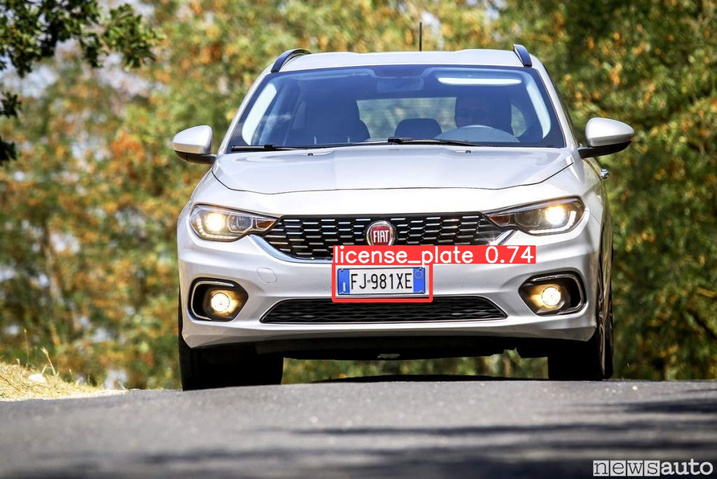 FIAT
license_plate 0.74
FJ·981XE
newsauto